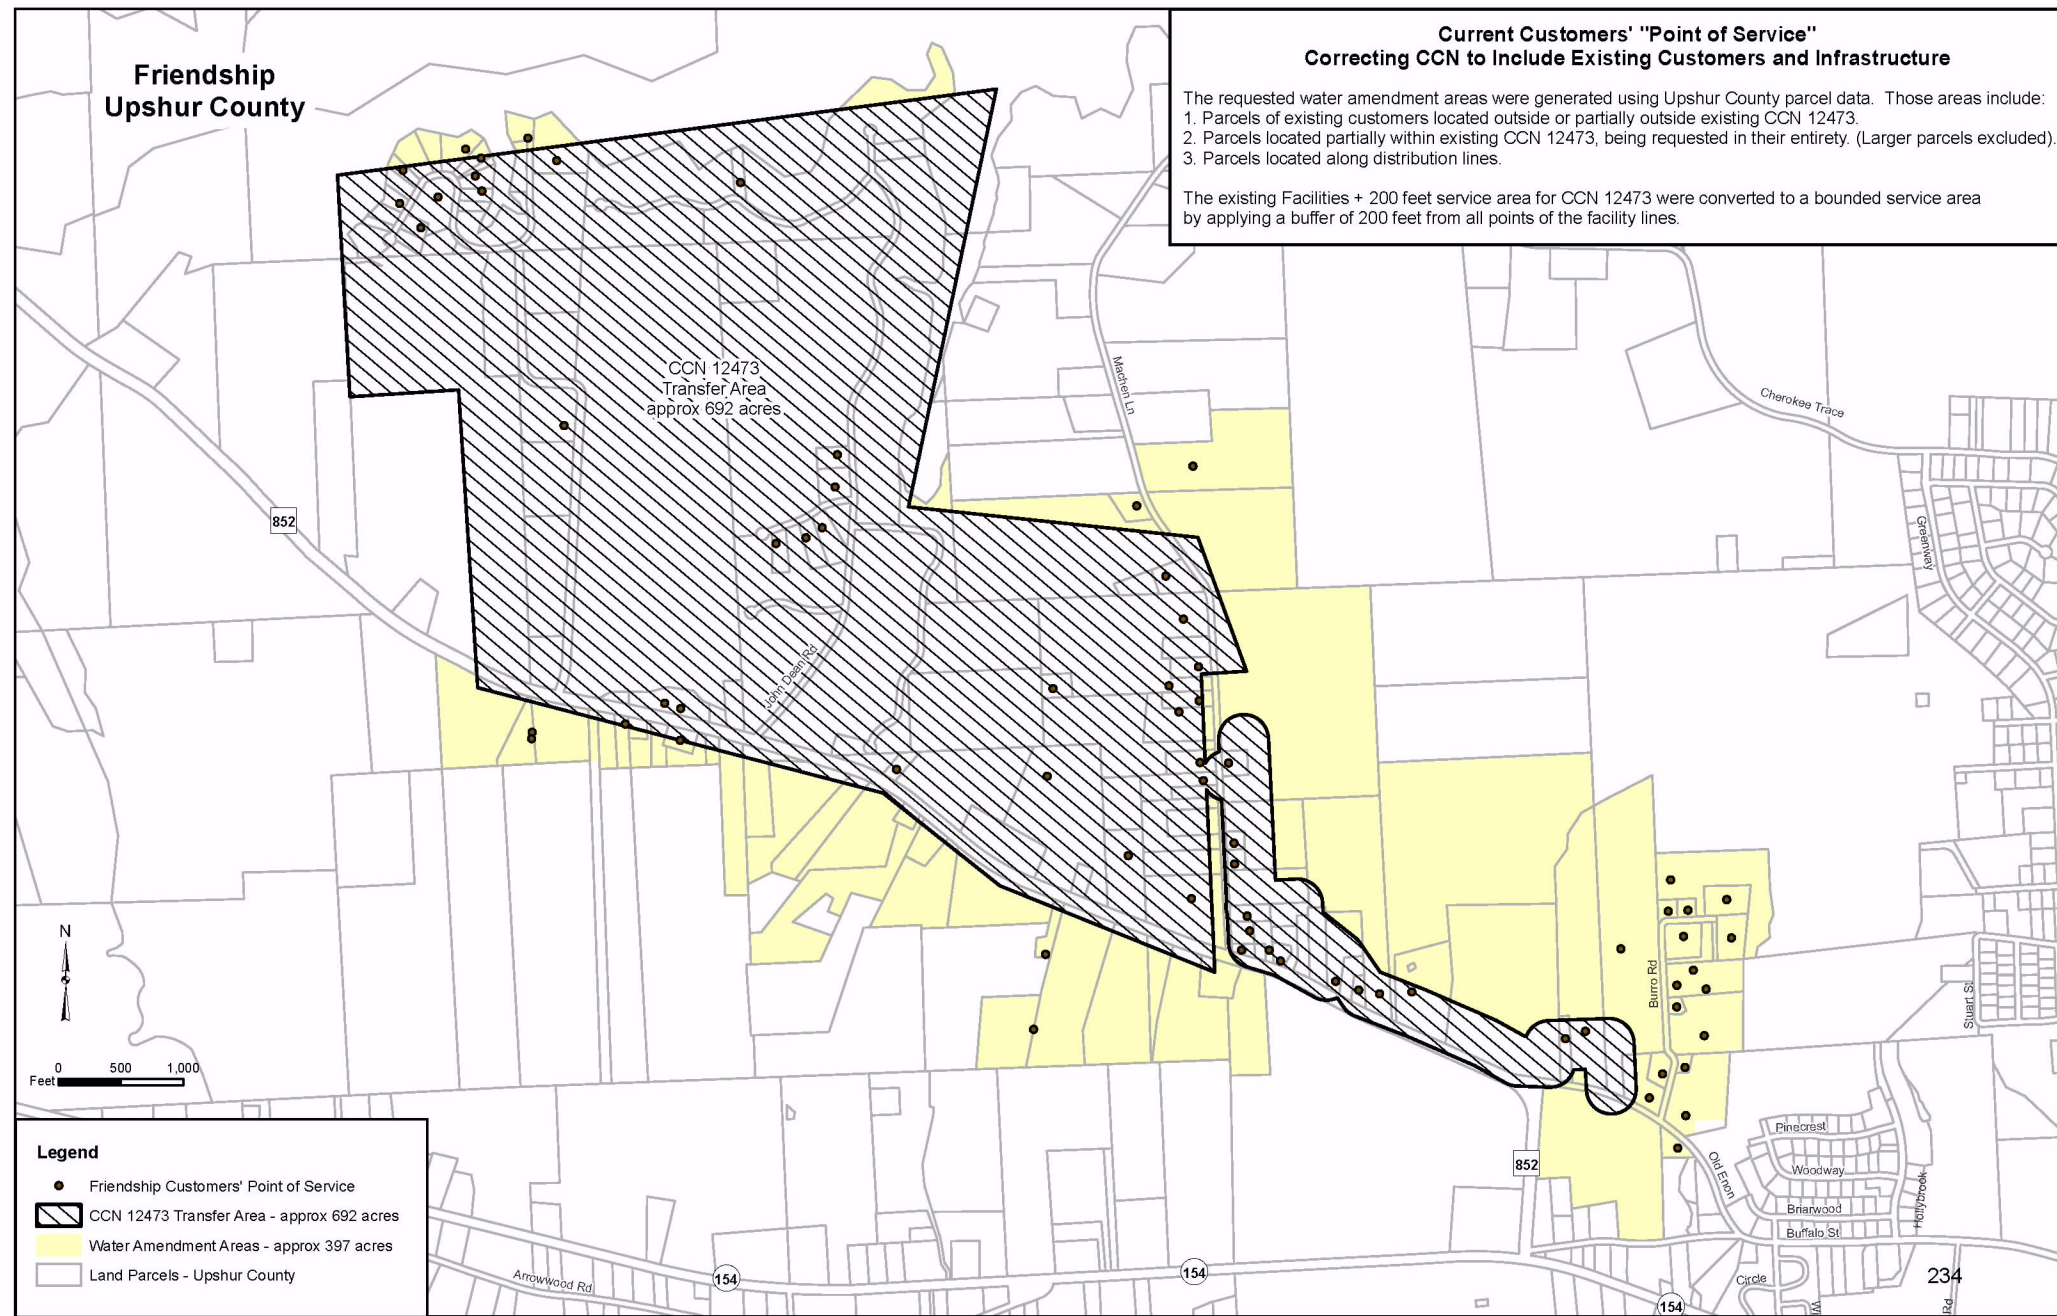 Friendship
Upshur County
Current Customers' "Point of Service"
Correcting CCN to Include Existing Customers and Infrastructure
The requested water amendment areas were generated using Upshur County parcel data. Those areas include:
1. Parcels of existing customers located outside or partially outside existing CCN 12473.
2. Parcels located partially within existing CCN 12473, being requested in their entirety. (Larger parcels excluded).
3. Parcels located along distribution lines.
The existing Facilities + 200 feet service area for CCN 12473 were converted to a bounded service area
by applying a buffer of 200 feet from all points of the facility lines.
CCN 12473
Transfer Area
approx 692 acres
Machen Ln
Cherokee Trace
852
Greenway
John Dean Rd
Burro Rd
Stuart St
N
0 500 1,000
Feet
Pinecrest
852
Old Enon
Woodway
Hollybrook
Briarwood
Buffalo St
Legend
Friendship Customers' Point of Service
CCN 12473 Transfer Area - approx 692 acres
Water Amendment Areas - approx 397 acres
Land Parcels - Upshur County
Arrowwood Rd
154
154
Circle
234
154
Rd